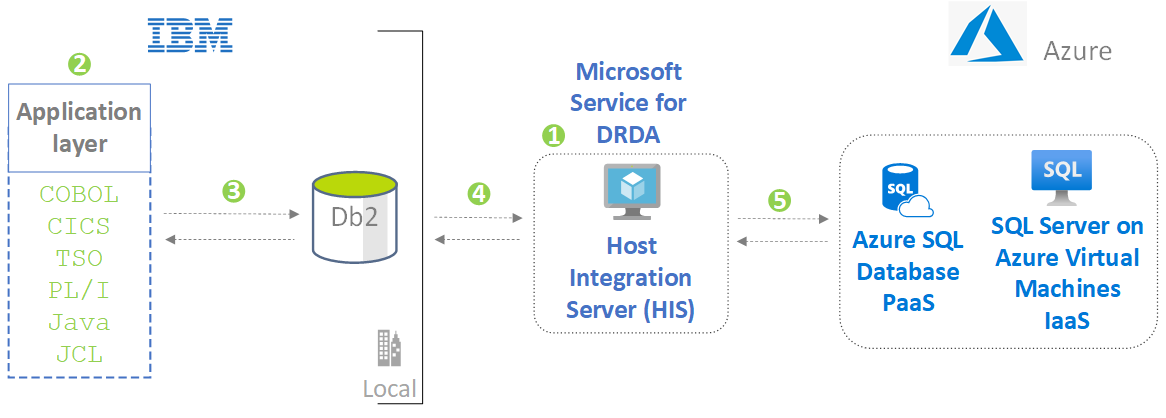 IBM
Azure
2
Application
layer
COBOL
CICS
TSO
PL/I
Java
JCL
3
Db2
Local
4
Microsoft
Service for
DRDA
1
Host
Integration
Server (HIS)
5
SQL
Azure SQL
Database
PaaS
SQL
SQL Server on
Azure Virtual
Machines
IaaS